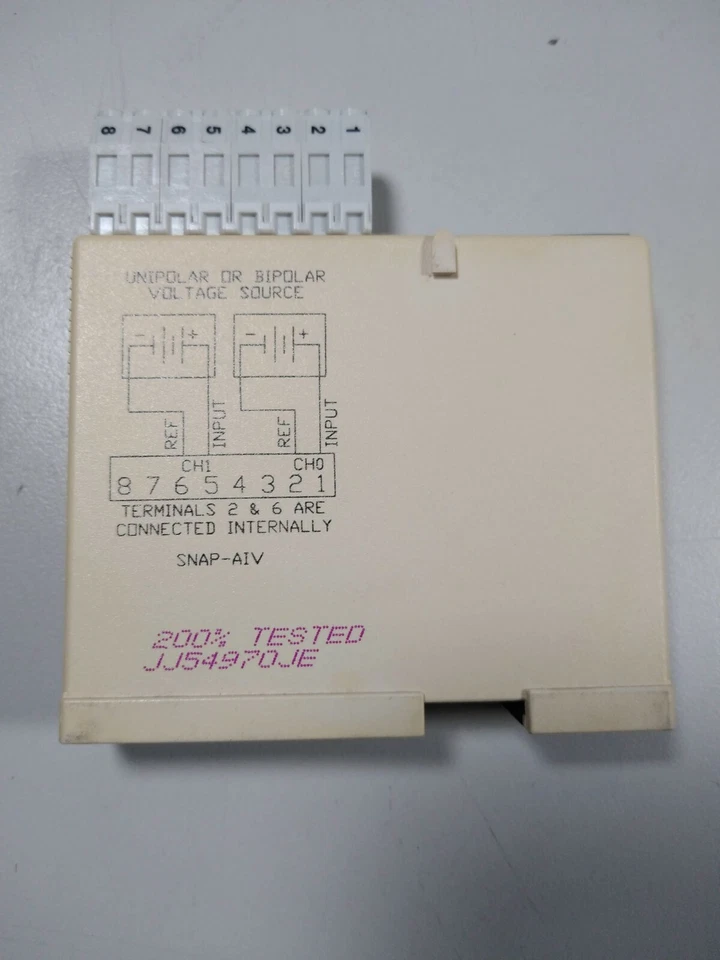 8 7 6 5 4 3 2 1
UNIPOLAR OR BIPOLAR
VOLTAGE SOURCE
- + - +
REF INPUT REF INPUT
CH1 CH0
8 7 6 5 4 3 2 1
TERMINALS 2 & 6 ARE
CONNECTED INTERNALLY
SNAP-AIV
200% TESTED
JJ54970JE